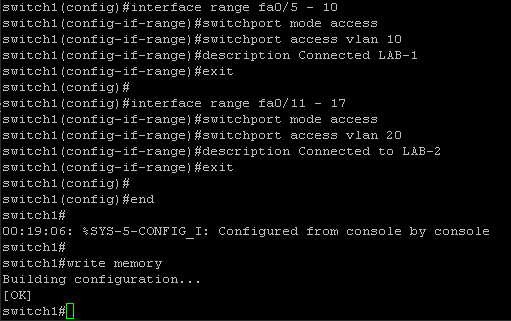 switch1(config)#interface range fa0/5 - 10
switch1(config-if-range)#switchport mode access
switch1(config-if-range)#switchport access vlan 10
switch1(config-if-range)#description Connected LAB-1
switch1(config-if-range)#exit
switch1(config)#
switch1(config)#interface range fa0/11 - 17
switch1(config-if-range)#switchport mode access
switch1(config-if-range)#switchport access vlan 20
switch1(config-if-range)#description Connected to LAB-2
switch1(config-if-range)#exit
switch1(config)#
switch1(config)#end
switch1#
00:19:06: %SYS-5-CONFIG_I: Configured from console by console
switch1#
switch1#write memory
Building configuration...
[OK]
switch1#